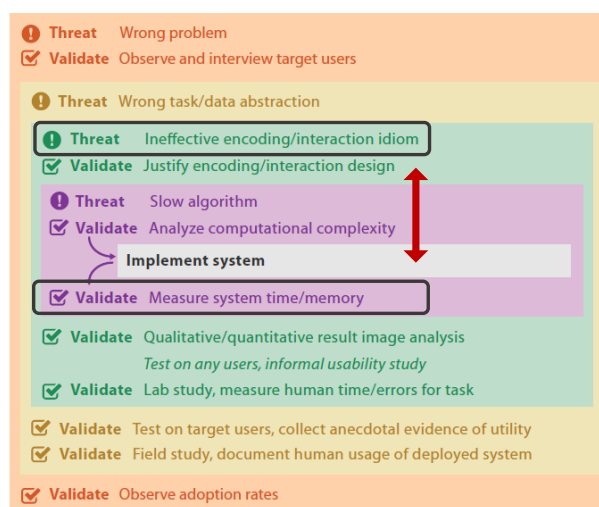 Threat Wrong problem
Validate Observe and interview target users
Threat Wrong task/data abstraction
Threat Ineffective encoding/interaction idiom
Validate Justify encoding/interaction design
Threat Slow algorithm
Validate Analyze computational complexity
Implement system
Validate Measure system time/memory
Validate Qualitative/quantitative result image analysis
Test on any users, informal usability study
Validate Lab study, measure human time/errors for task
Validate Test on target users, collect anecdotal evidence of utility
Validate Field study, document human usage of deployed system
Validate Observe adoption rates